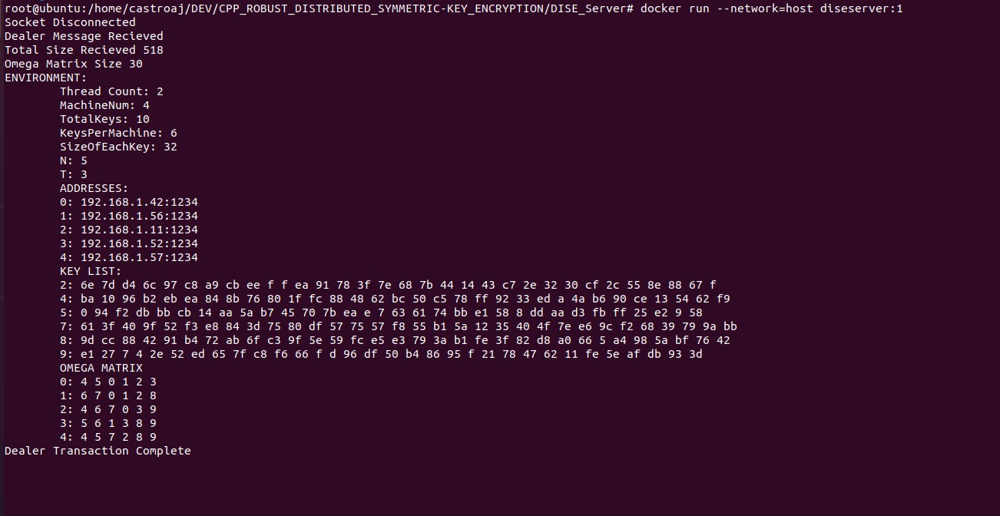 root@ubuntu:/home/castroaj/DEV/CPP_ROBUST_DISTRIBUTED_SYMMETRIC-KEY_ENCRYPTION/DISE_Server# docker run --network=host diseserver:1
Socket Disconnected
Dealer Message Recieved
Total Size Recieved 518
Omega Matrix Size 30
ENVIRONMENT:
Thread Count: 2
MachineNum: 4
TotalKeys: 10
KeysPerMachine: 6
SizeOfEachKey: 32
N: 5
T: 3
ADDRESSES:
0: 192.168.1.42:1234
1: 192.168.1.56:1234
2: 192.168.1.11:1234
3: 192.168.1.52:1234
4: 192.168.1.57:1234
KEY LIST:
2: 6e 7d d4 6c 97 c8 a9 cb ee f f ea 91 78 3f 7e 68 7b 44 14 43 c7 2e 32 30 cf 2c 55 8e 88 67 f
4: ba 10 96 b2 eb ea 84 8b 76 80 1f fc 88 48 62 bc 50 c5 78 ff 92 33 ed a 4a b6 90 ce 13 54 62 f9
5: 0 94 f2 db bb cb 14 aa 5a b7 45 70 7b ea e 7 63 61 74 bb e1 58 8 dd aa d3 fb ff 25 e2 9 58
7: 61 3f 40 9f 52 f3 e8 84 3d 75 80 df 57 75 57 f8 55 b1 5a 12 35 40 4f 7e e6 9c f2 68 39 79 9a bb
8: 9d cc 88 42 91 b4 72 ab 6f c3 9f 5e 59 fc e5 e3 79 3a b1 fe 3f 82 d8 a0 66 5 a4 98 5a bf 76 42
9: e1 27 7 4 2e 52 ed 65 7f c8 f6 66 f d 96 df 50 b4 86 95 f 21 78 47 62 11 fe 5e af db 93 3d
OMEGA MATRIX
0: 4 5 0 1 2 3
1: 6 7 0 1 2 8
2: 4 6 7 0 3 9
3: 5 6 1 3 8 9
4: 4 5 7 2 8 9
Dealer Transaction Complete